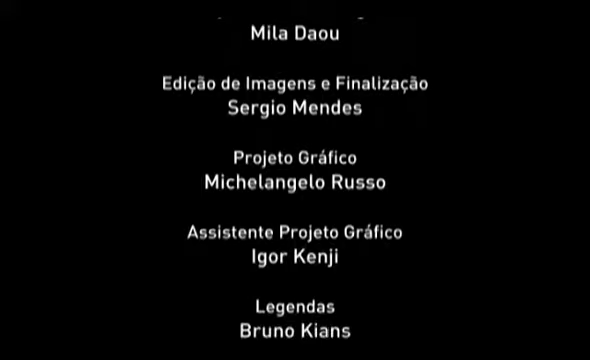 Mila Daou
Edição de Imagens e Finalização
Sergio Mendes
Projeto Gráfico
Michelangelo Russo
Assistente Projeto Gráfico
Igor Kenji
Legendas
Bruno Kians